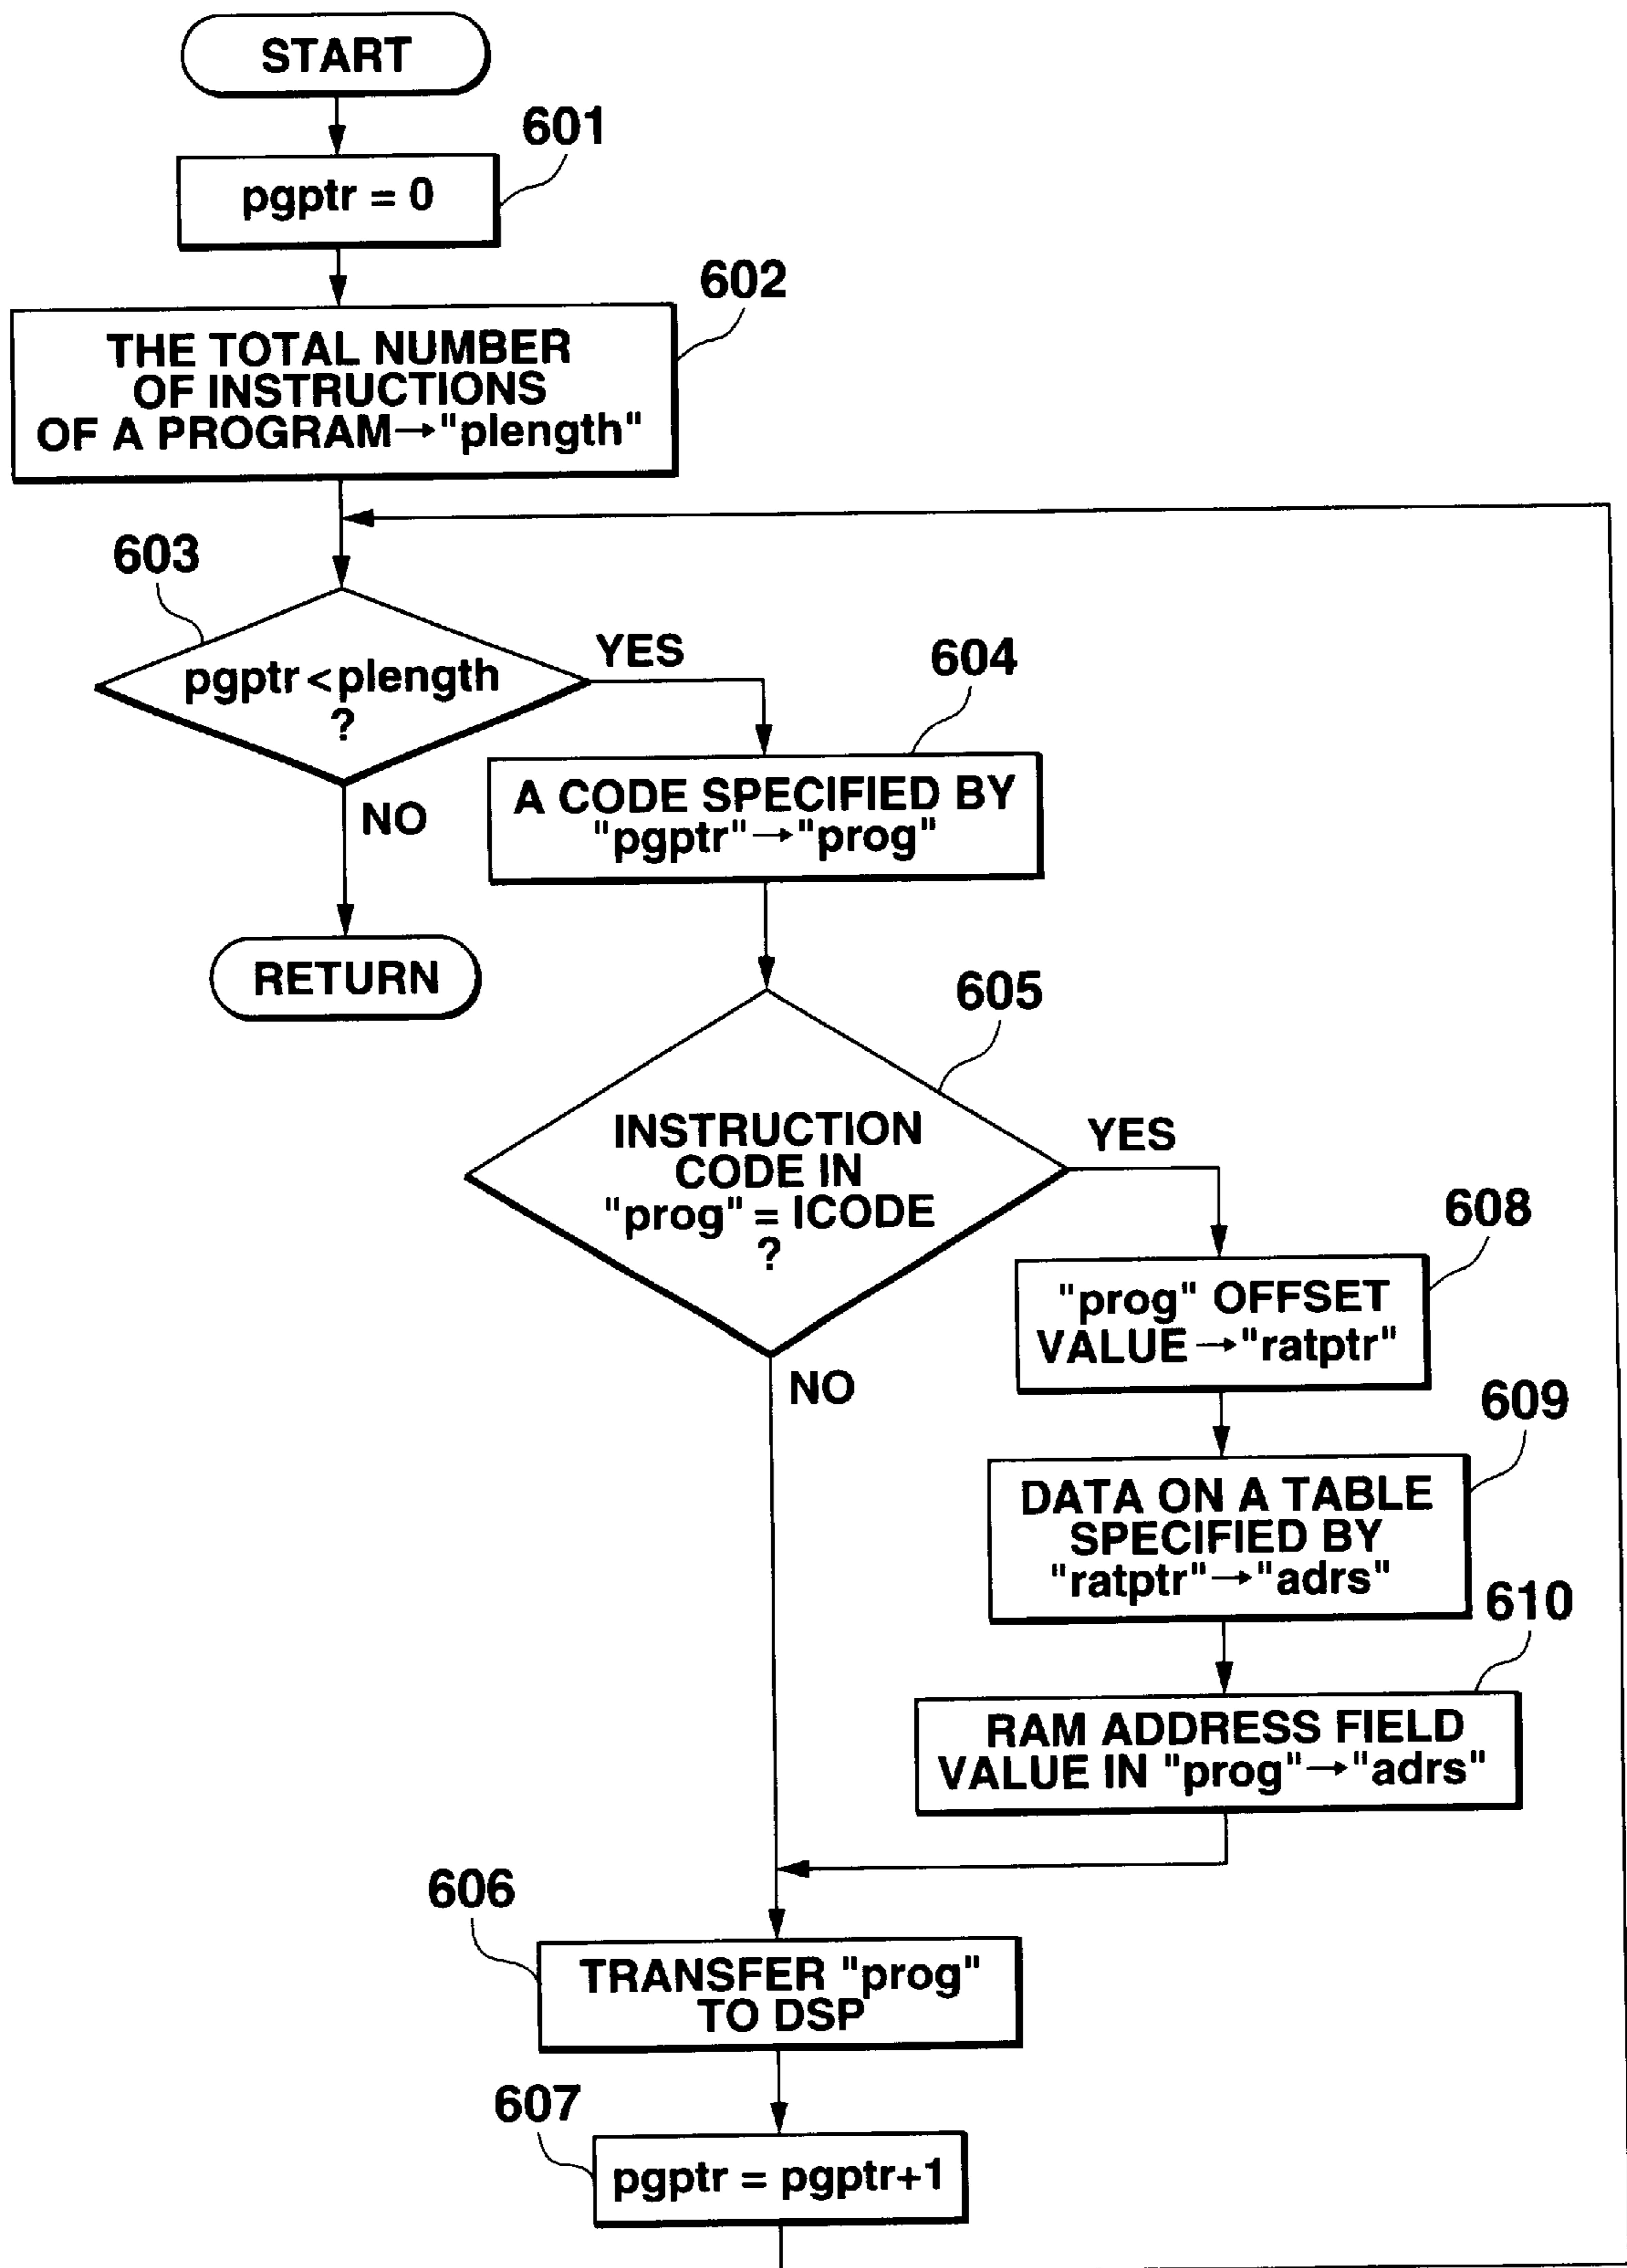 START
601
pgptr = 0
602
THE TOTAL NUMBER
OF INSTRUCTIONS
OF A PROGRAM→"plength"
603
pgptr<plength
?
YES
NO
RETURN
604
A CODE SPECIFIED BY
"pgptr"→"prog"
605
INSTRUCTION
CODE IN
"prog" = ICODE
?
YES
NO
608
"prog" OFFSET
VALUE→"ratptr"
609
DATA ON A TABLE
SPECIFIED BY
"ratptr"→"adrs"
610
RAM ADDRESS FIELD
VALUE IN "prog"→"adrs"
606
TRANSFER "prog"
TO DSP
607
pgptr = pgptr+1